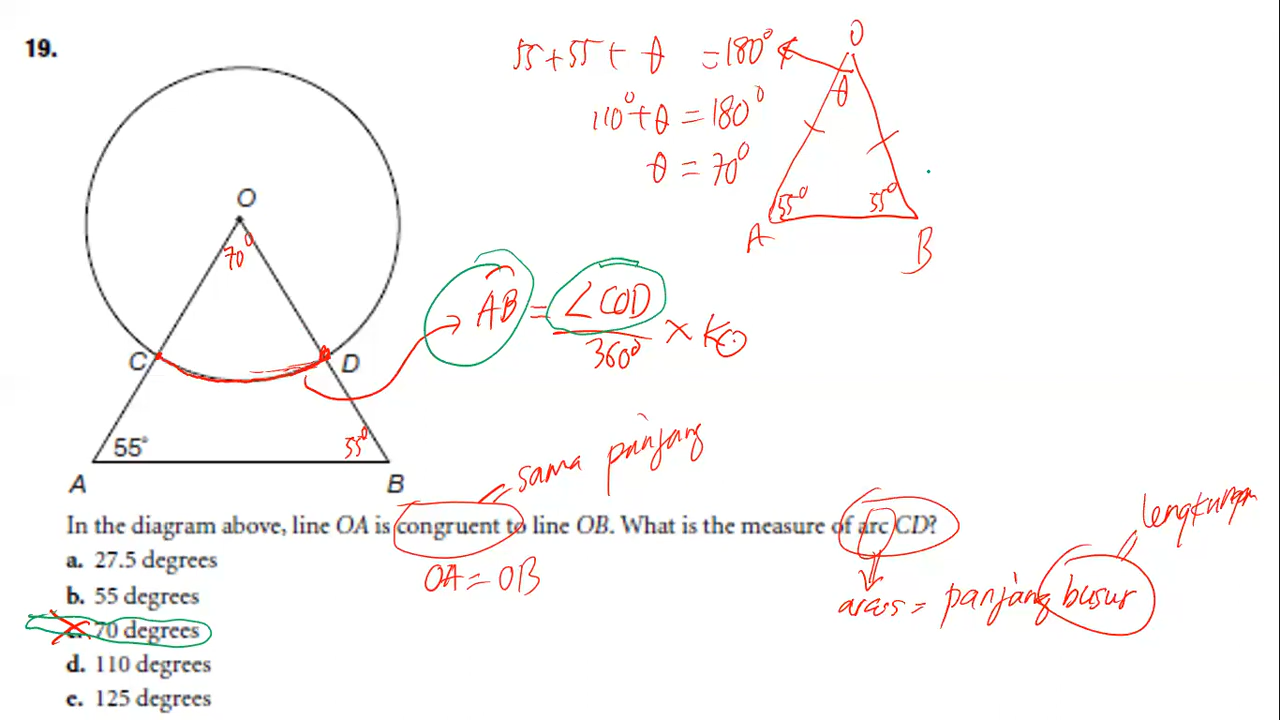 19.
55+55+ θ = 180°
110°+θ = 180°
θ = 70°
O
θ
55° 55°
A B
O
70°
C D
55° 55°
A B
AB = ∠COD
360° × K⊙
sama panjang
In the diagram above, line OA is congruent to line OB. What is the measure of arc CD?
OA = OB
lengkungan
arcus = panjang busur
a. 27.5 degrees
b. 55 degrees
c. 70 degrees
d. 110 degrees
e. 125 degrees